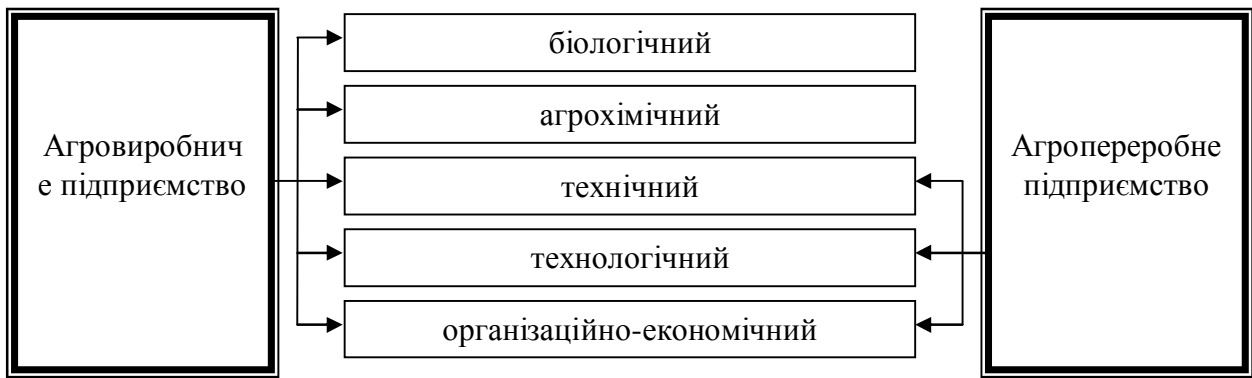 Агровиробнич
е підприємство
біологічний
агрохімічний
технічний
технологічний
організаційно-економічний
Агропереробне
підприємство